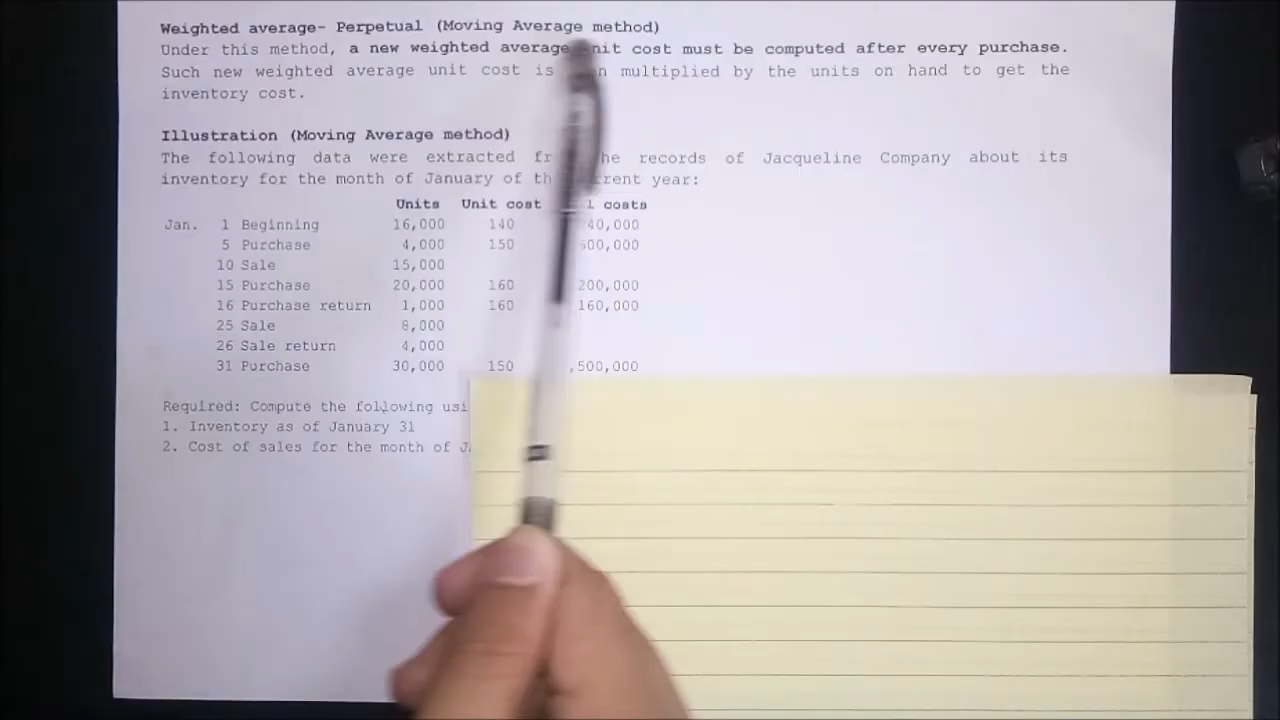 Weighted average- Perpetual (Moving Average method)
Under this method, a new weighted average unit cost must be computed after every purchase.
Such new weighted average unit cost is multiplied by the units on hand to get the
inventory cost.
Illustration (Moving Average method)
The following data were extracted the records of Jacqueline Company about its
inventory for the month of January of year:
Units Unit cost costs
Jan. 1 Beginning 16,000 140
5 Purchase 4,000 150
10 Sale 15,000
15 Purchase 20,000 160
16 Purchase return 1,000 160 160,000
25 Sale 8,000
26 Sale return 4,000
31 Purchase 30,000 150
Required: Compute the following
1. Inventory as of January 31
2. Cost of sales for the month of